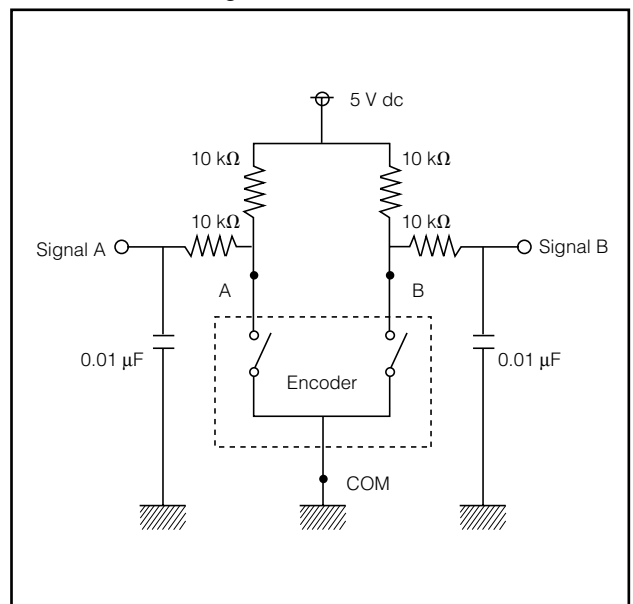 5 V dc
10 kΩ
10 kΩ
10 kΩ
10 kΩ
Signal A
Signal B
A
B
0.01 µF
0.01 µF
Encoder
COM